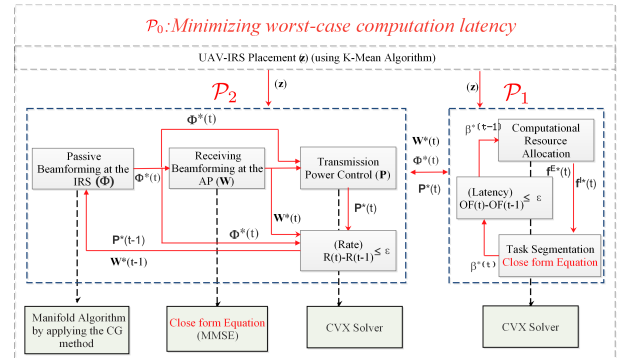 𝒫₀:Minimizing worst-case computation latency
UAV-IRS Placement (z) (using K-Mean Algorithm)
(z)
(z)
𝒫₂
𝒫₁
Φ*(t)
Passive
Beamforming at the
IRS (Φ)
Φ*(t)
Receiving
Beamforming at the
AP (W)
Transmission
Power Control (P)
W*(t)
P*(t)
Φ*(t)
(Rate)
R(t)-R(t-1)≤ ε
P*(t-1)
W*(t-1)
W*(t)
Φ*(t)
P*(t)
β*(t-1)
Computational
Resource
Allocation
fᴱ*(t)
fᴵ*(t)
(Latency)
OF(t)-OF(t-1)≤ ε
β*(t)
Task Segmentation
Close form Equation
Manifold Algorithm
by applying the CG
method
Close form Equation
(MMSE)
CVX Solver
CVX Solver